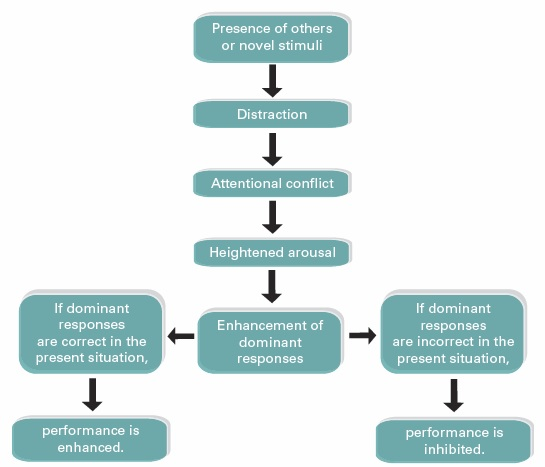 Presence of others
or novel stimuli
Distraction
Attentional conflict
Heightened arousal
Enhancement of
dominant
responses
If dominant
responses
are correct in the
present situation,
performance is
enhanced.
If dominant
responses
are incorrect in the
present situation,
performance is
inhibited.